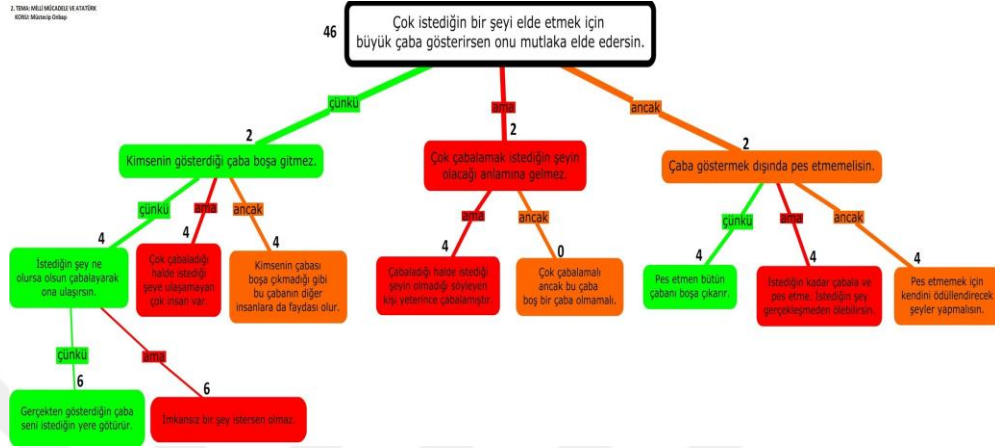 2. TEMA: MİLLİ MÜCADELE VE ATATÜRK
KONU: Müstecip Onbaşı
46
Çok istediğin bir şeyi elde etmek için
büyük çaba gösterirsen onu mutlaka elde edersin.
çünkü
ama
ancak
2
Kimsenin gösterdiği çaba boşa gitmez.
2
Çok çabalamak istediğin şeyin
olacağı anlamına gelmez.
2
Çaba göstermek dışında pes etmemelisin.
çünkü
ama
ancak
ama
ancak
çünkü
ama
ancak
4
İstediğin şey ne
olursa olsun çabalayarak
ona ulaşırsın.
4
Çok çabaladığı
halde istediği
şeye ulaşamayan
çok insan var.
4
Kimsenin çabası
boşa çıkmadığı gibi
bu çabanın diğer
insanlara da faydası olur.
4
Çabaladığı halde istediği
şeyin olmadığı söyleyen
kişi yeterince çabalamıştır.
0
Çok çabalamalı
ancak bu çaba
boş bir çaba olmamalı.
4
Pes etmen bütün
çabanı boşa çıkarır.
4
İstediğin kadar çabala ve
pes etme. İstediğin şey
gerçekleşmeden ölebilirsin.
4
Pes etmemek için
kendini ödüllendirecek
şeyler yapmalısın.
çünkü
ama
6
Gerçekten gösterdiğin çaba
seni istediğin yere götürür.
6
İmkansız bir şey istersen olmaz.